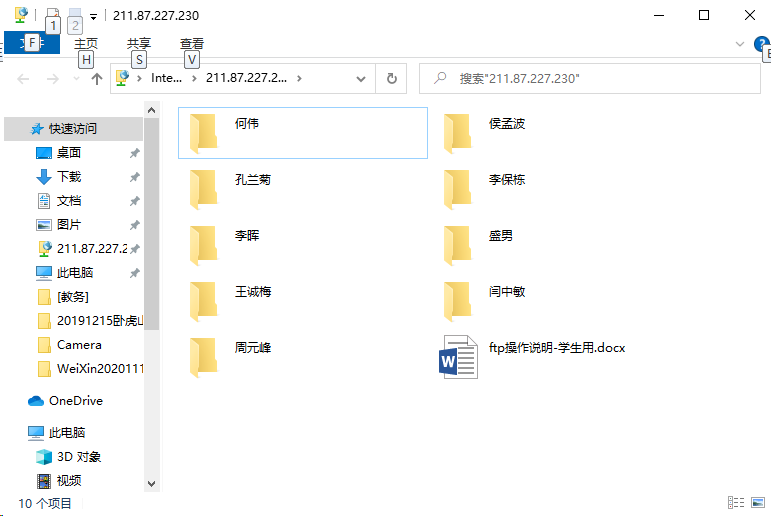 1 2 211.87.227.230
文件 F 主页 共享 查看
H S V
Inte... 211.87.227.2... 搜索"211.87.227.230"
快速访问
桌面
下载
文档
图片
211.87.227.2
此电脑
[教务]
20191215卧虎山
Camera
WeiXin2020111
OneDrive
此电脑
3D 对象
视频
何伟 侯孟波
孔兰菊 李保栋
李晖 盛男
王诚梅 闫中敏
周元峰 ftp操作说明-学生用.docx
10 个项目